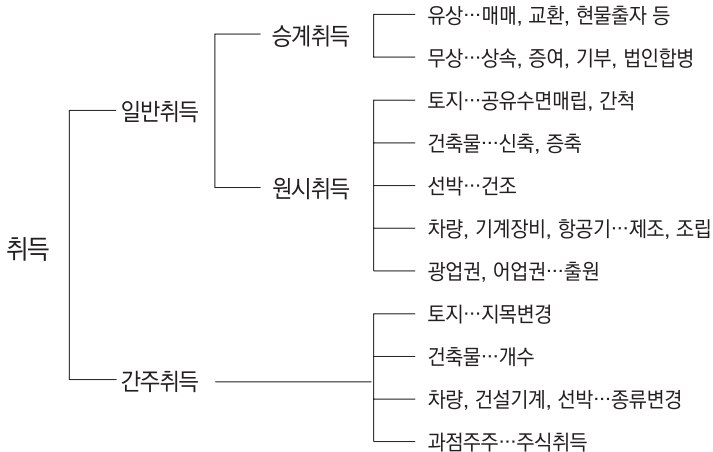 취득
일반취득
승계취득
유상…매매, 교환, 현물출자 등
무상…상속, 증여, 기부, 법인합병
원시취득
토지…공유수면매립, 간척
건축물…신축, 증축
선박…건조
차량, 기계장비, 항공기…제조, 조립
광업권, 어업권…출원
간주취득
토지…지목변경
건축물…개수
차량, 건설기계, 선박…종류변경
과점주주…주식취득